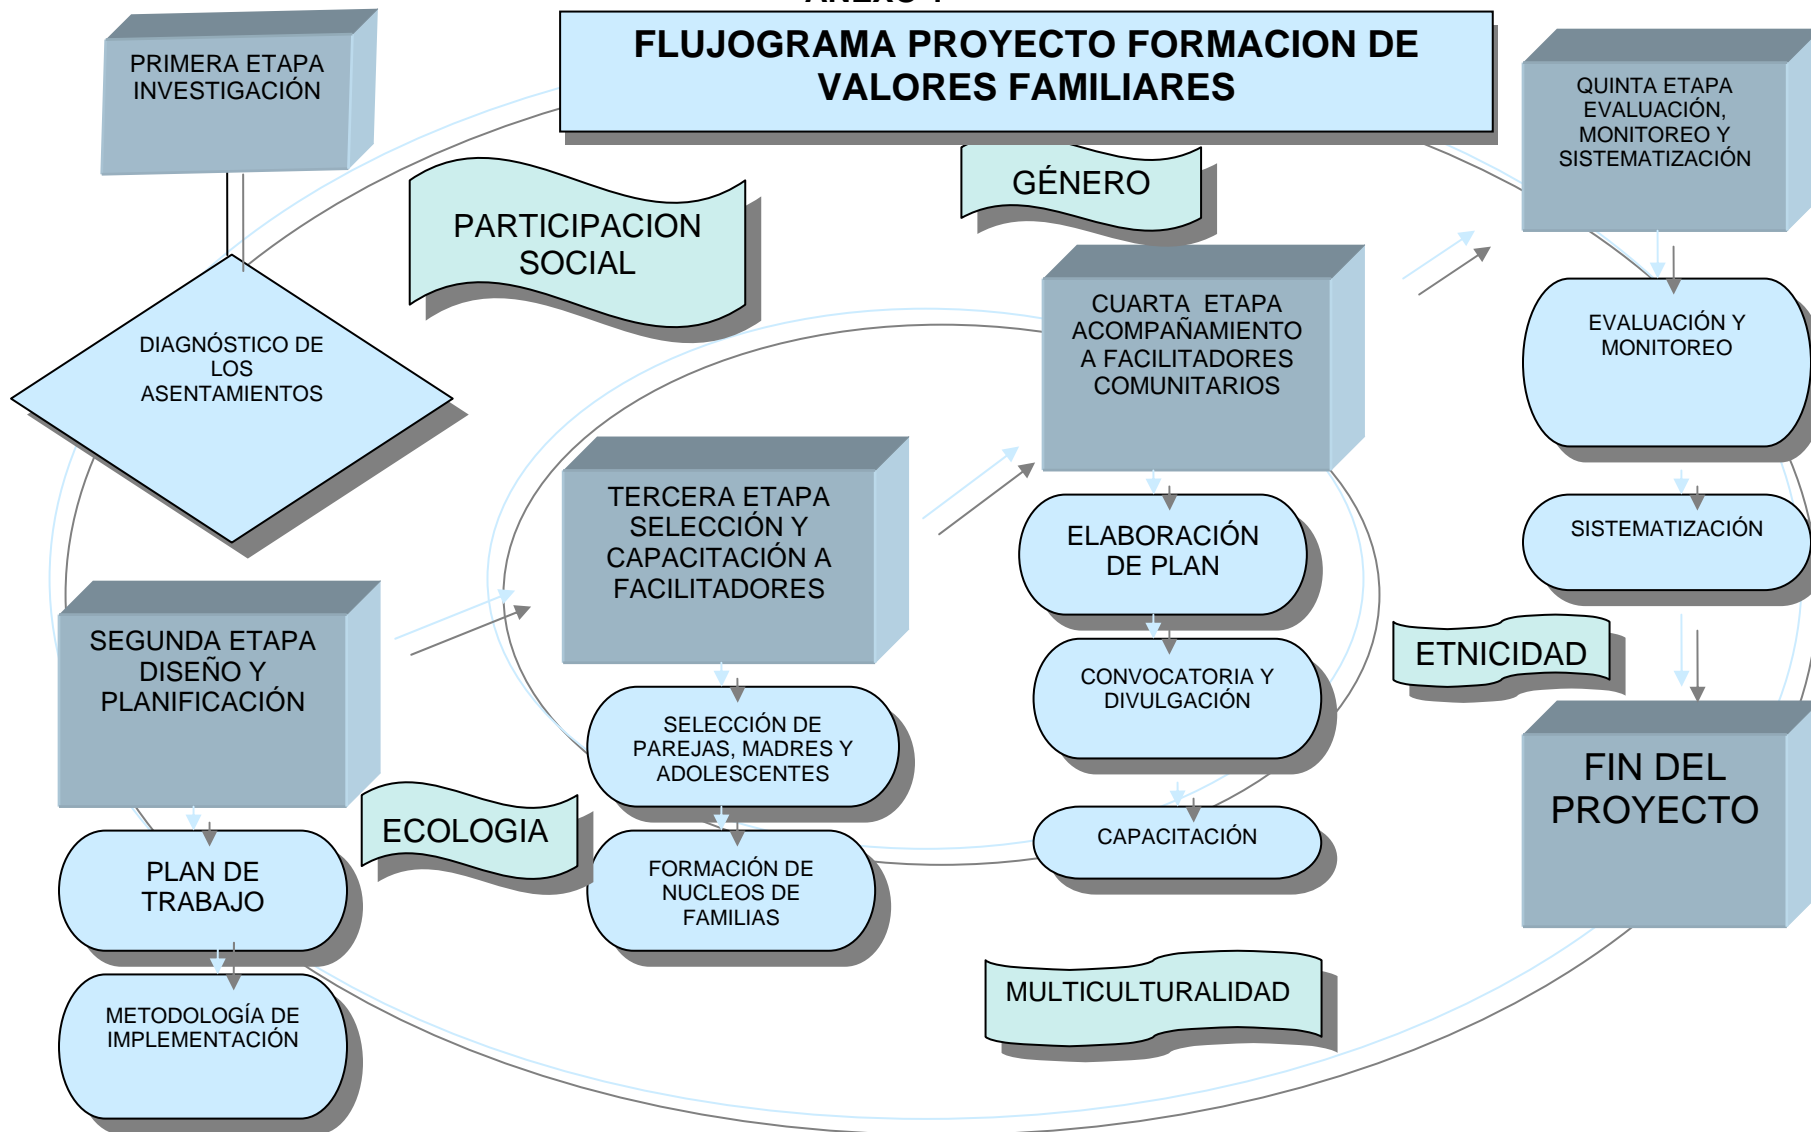 FLUJOGRAMA PROYECTO FORMACION DE
VALORES FAMILIARES
PRIMERA ETAPA
INVESTIGACIÓN
DIAGNÓSTICO DE
LOS
ASENTAMIENTOS
SEGUNDA ETAPA
DISEÑO Y
PLANIFICACIÓN
PLAN DE
TRABAJO
METODOLOGÍA DE
IMPLEMENTACIÓN
PARTICIPACION
SOCIAL
ECOLOGIA
TERCERA ETAPA
SELECCIÓN Y
CAPACITACIÓN A
FACILITADORES
SELECCIÓN DE
PAREJAS, MADRES Y
ADOLESCENTES
FORMACIÓN DE
NUCLEOS DE
FAMILIAS
GÉNERO
CUARTA ETAPA
ACOMPAÑAMIENTO
A FACILITADORES
COMUNITARIOS
ELABORACIÓN
DE PLAN
CONVOCATORIA Y
DIVULGACIÓN
CAPACITACIÓN
MULTICULTURALIDAD
QUINTA ETAPA
EVALUACIÓN,
MONITOREO Y
SISTEMATIZACIÓN
EVALUACIÓN Y
MONITOREO
SISTEMATIZACIÓN
ETNICIDAD
FIN DEL
PROYECTO